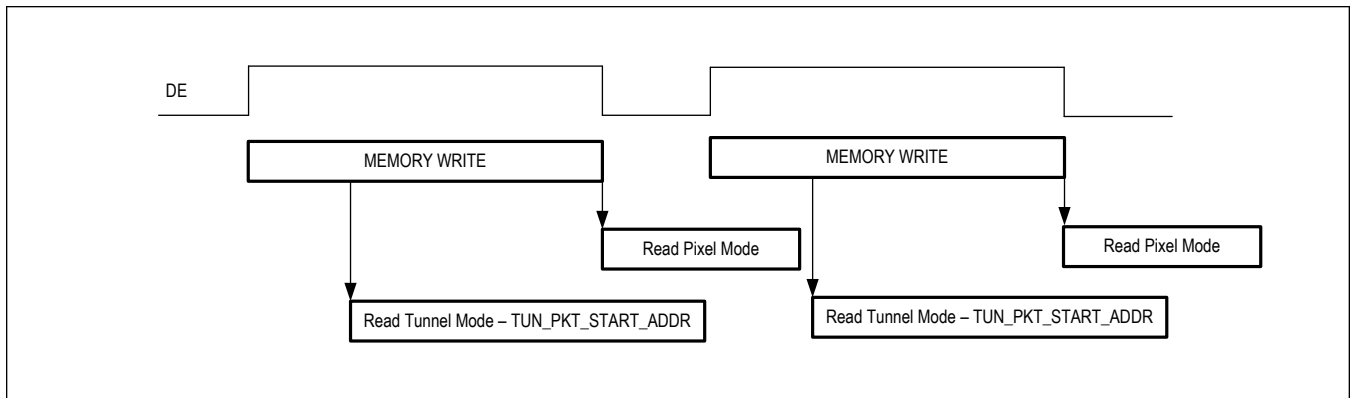 DE
MEMORY WRITE
MEMORY WRITE
Read Pixel Mode
Read Pixel Mode
Read Tunnel Mode – TUN_PKT_START_ADDR
Read Tunnel Mode – TUN_PKT_START_ADDR